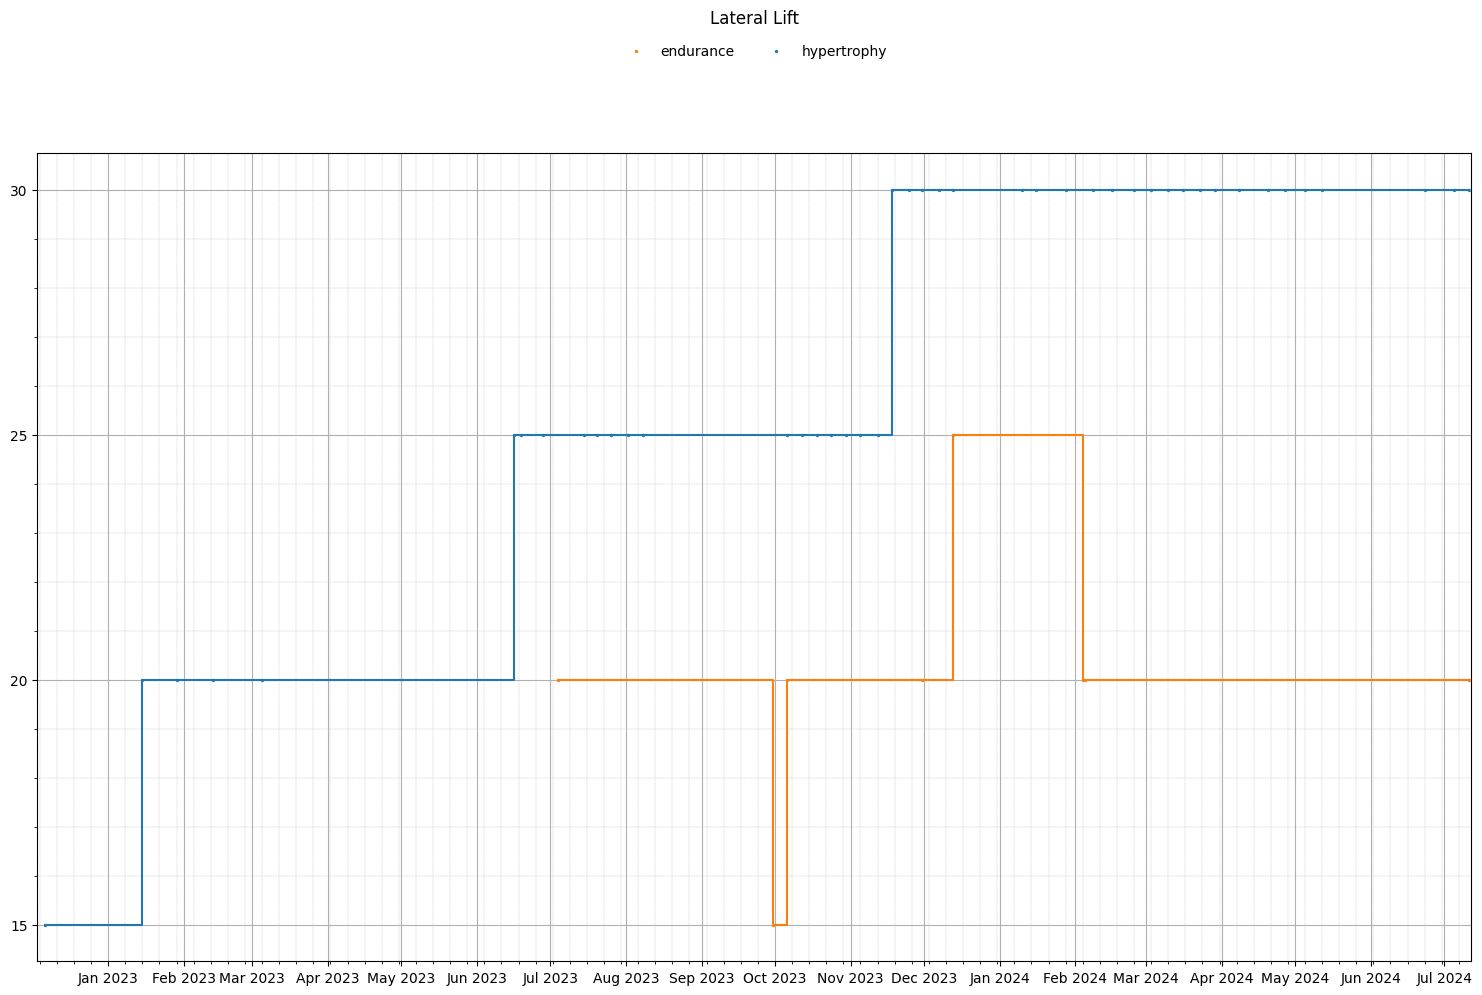 Lateral Lift
endurance hypertrophy
30
25
20
15
Jan 2023 Feb 2023 Mar 2023 Apr 2023 May 2023 Jun 2023 Jul 2023 Aug 2023 Sep 2023 Oct 2023 Nov 2023 Dec 2023 Jan 2024 Feb 2024 Mar 2024 Apr 2024 May 2024 Jun 2024 Jul 2024